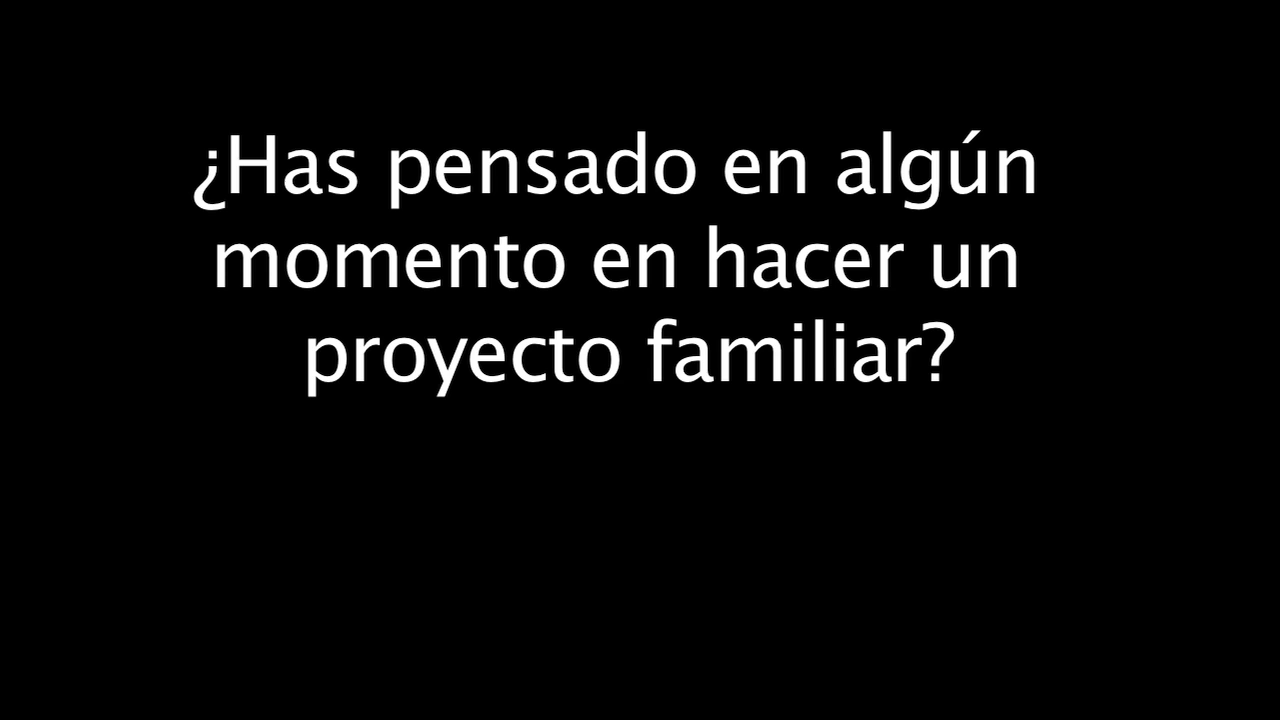 ¿Has pensado en algún
momento en hacer un
proyecto familiar?